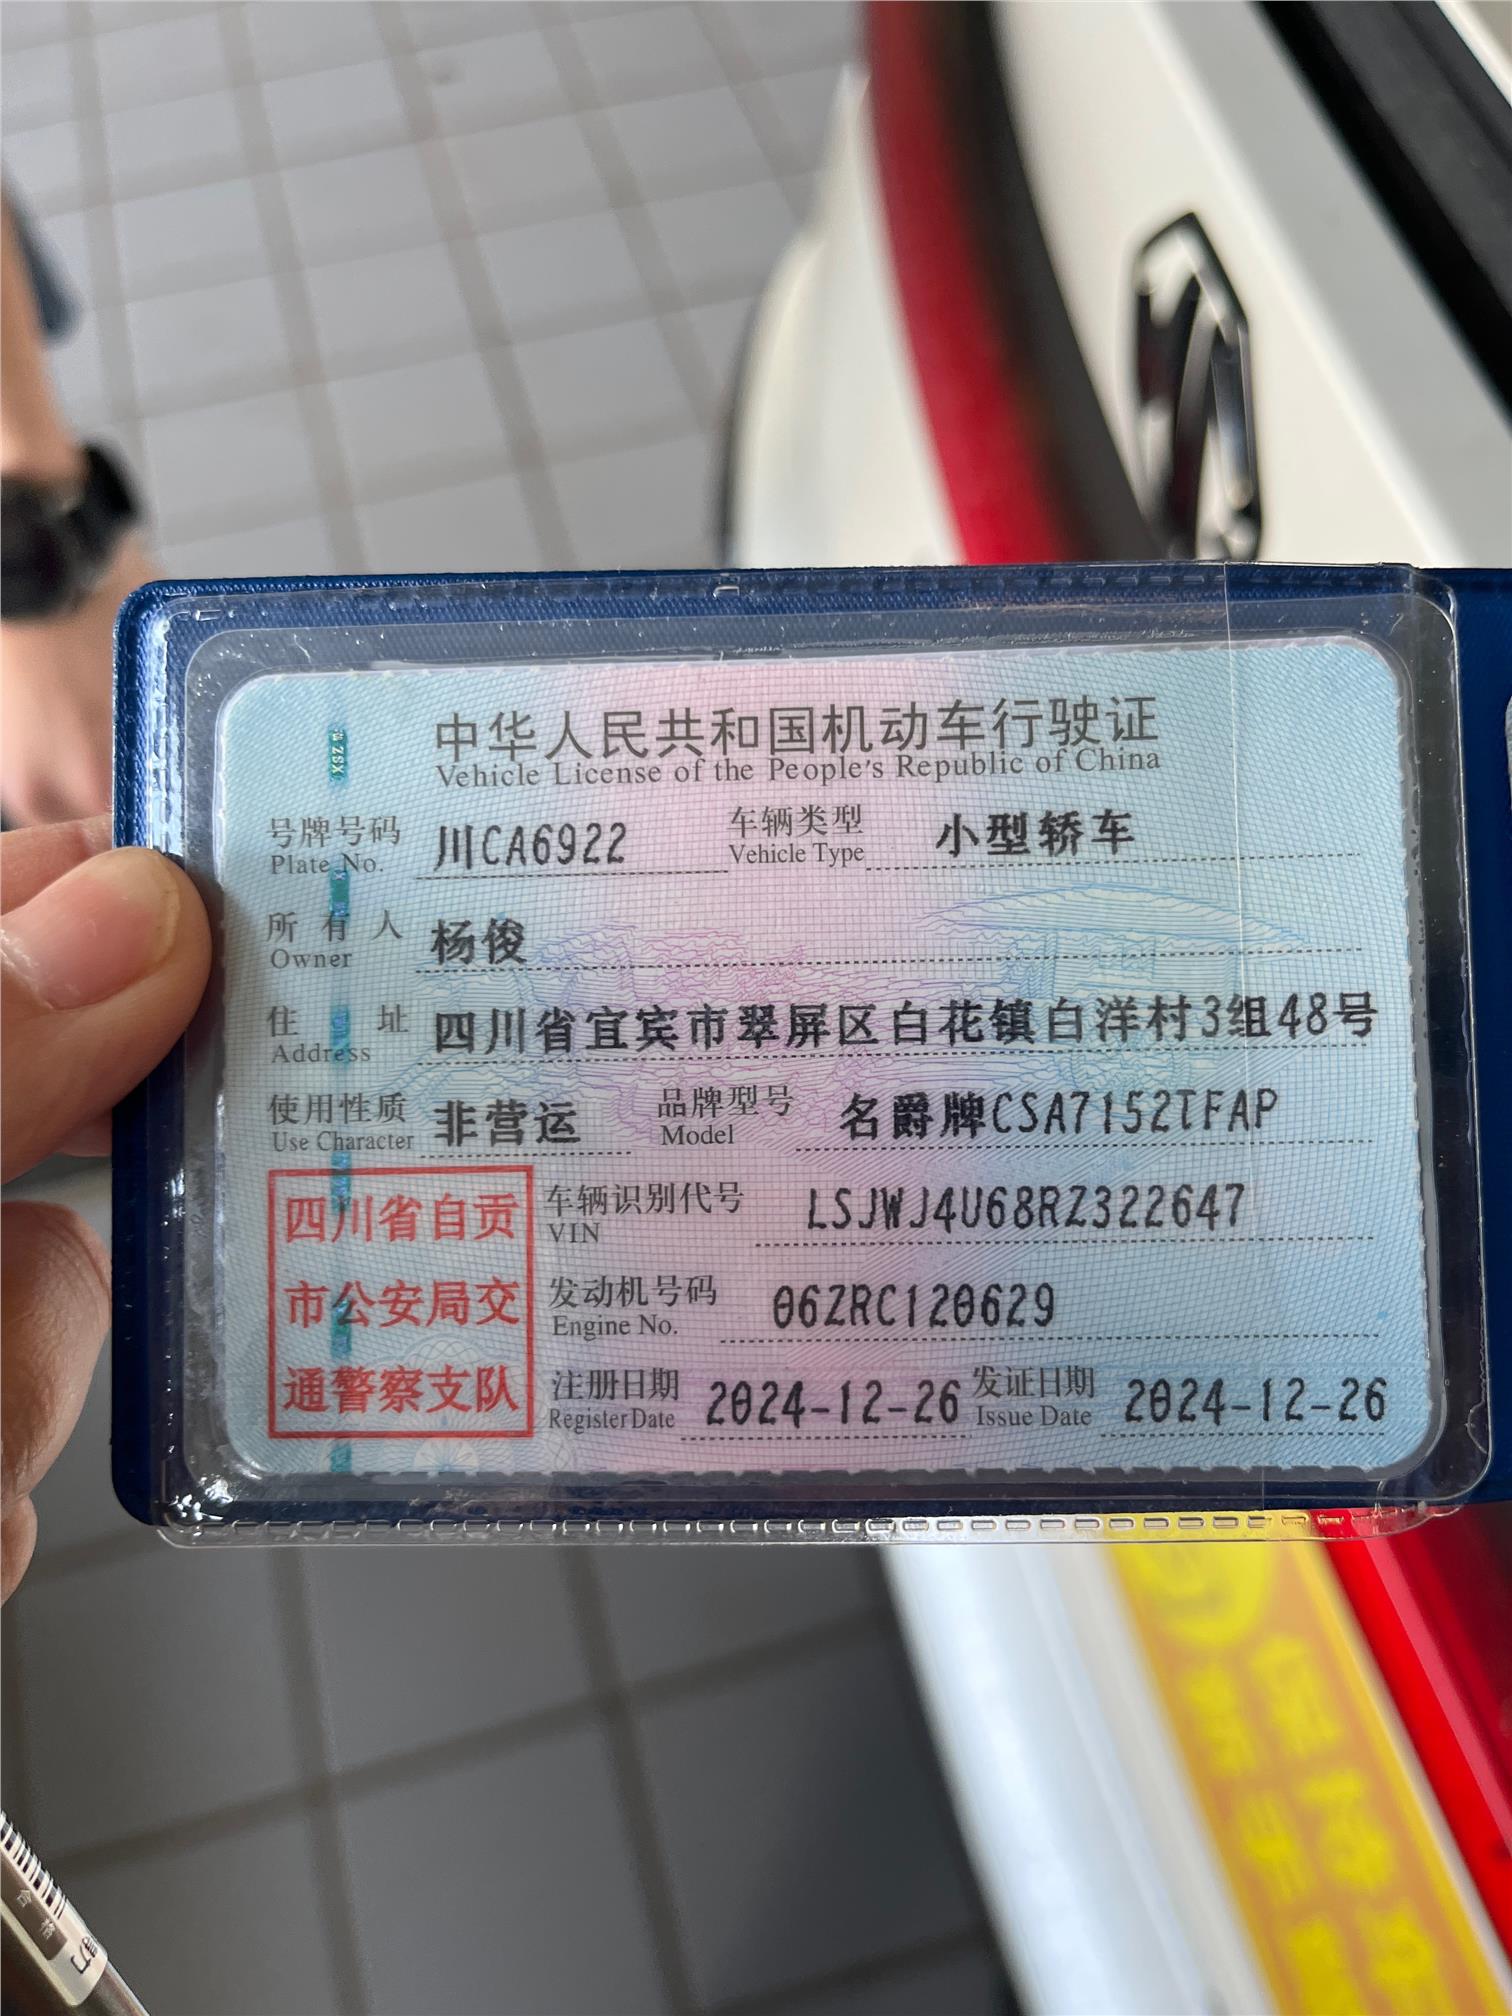 中华人民共和国机动车行驶证
Vehicle License of the People's Republic of China
号牌号码 川CA6922 车辆类型 小型轿车
Plate No. Vehicle Type
所有人 杨俊
Owner
住址 四川省宜宾市翠屏区白花镇白洋村3组48号
Address
使用性质 非营运 品牌型号 名爵牌CSA7152TFAP
Use Character Model
四川省自贡
市公安局交
通警察支队
车辆识别代号 LSJWJ4U68RZ322647
VIN
发动机号码 06ZRC120629
Engine No.
注册日期 2024-12-26 发证日期 2024-12-26
Register Date Issue Date
合格